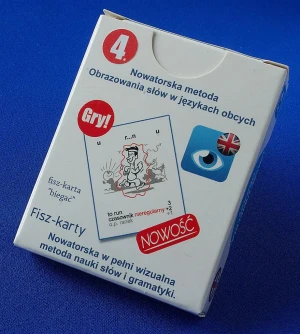 4.
Nowatorska metoda
Obrazowania słów w językach obcych
Gry!
u r...n u
fisz-karta
"biegać"
to run
czasownik nieregularny
NOWOŚĆ
Fisz-karty
Nowatorska w pełni wizualna
metoda nauki słów i gramatyki.